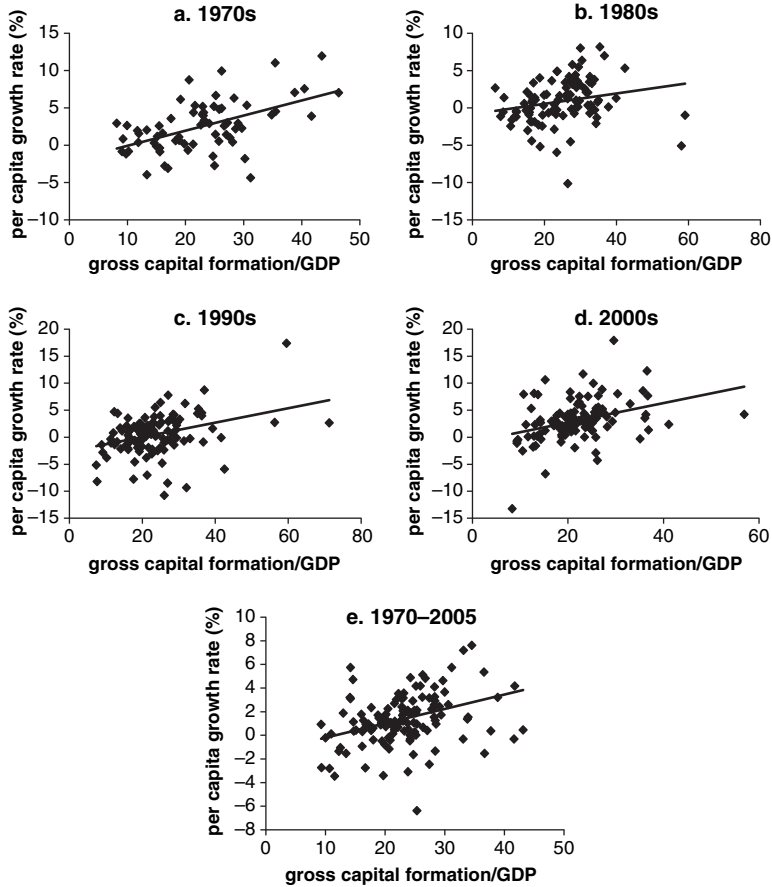 a. 1970s
per capita growth rate (%)
15
10
5
0
−5
−10
0 10 20 30 40 50
gross capital formation/GDP
b. 1980s
per capita growth rate (%)
10
5
0
−5
−10
−15
0 20 40 60 80
gross capital formation/GDP
c. 1990s
per capita growth rate (%)
20
15
10
5
0
−5
−10
−15
0 20 40 60 80
gross capital formation/GDP
d. 2000s
per capita growth rate (%)
20
15
10
5
0
−5
−10
−15
0 20 40 60
gross capital formation/GDP
e. 1970–2005
per capita growth rate (%)
10
8
6
4
2
0
−2
−4
−6
−8
0 10 20 30 40 50
gross capital formation/GDP